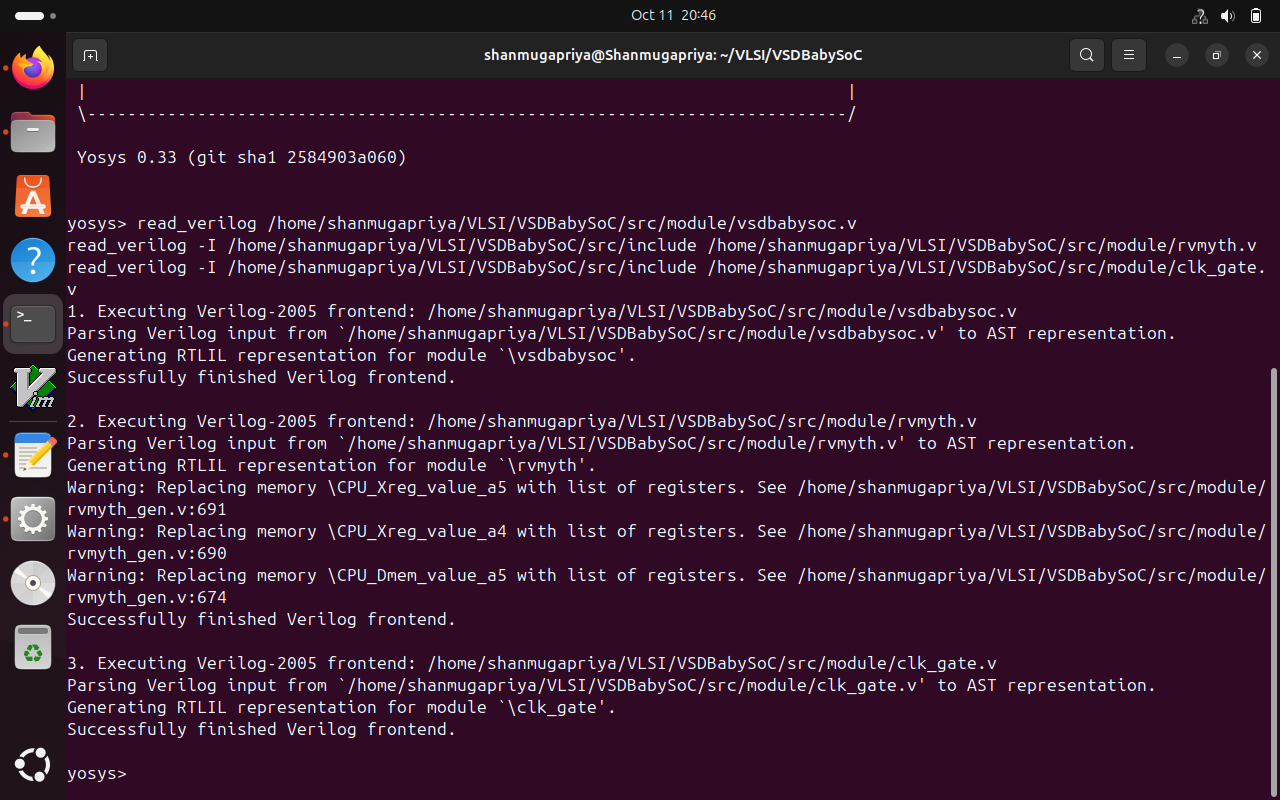 Oct 11 20:46
shanmugapriya@Shanmugapriya: ~/VLSI/VSDBabySoC
|                                                                            |
\----------------------------------------------------------------------------/
Yosys 0.33 (git sha1 2584903a060)
yosys> read_verilog /home/shanmugapriya/VLSI/VSDBabySoC/src/module/vsdbabysoc.v
read_verilog -I /home/shanmugapriya/VLSI/VSDBabySoC/src/include /home/shanmugapriya/VLSI/VSDBabySoC/src/module/rvmyth.v
read_verilog -I /home/shanmugapriya/VLSI/VSDBabySoC/src/include /home/shanmugapriya/VLSI/VSDBabySoC/src/module/clk_gate.
v
1. Executing Verilog-2005 frontend: /home/shanmugapriya/VLSI/VSDBabySoC/src/module/vsdbabysoc.v
Parsing Verilog input from `/home/shanmugapriya/VLSI/VSDBabySoC/src/module/vsdbabysoc.v' to AST representation.
Generating RTLIL representation for module `\vsdbabysoc'.
Successfully finished Verilog frontend.
2. Executing Verilog-2005 frontend: /home/shanmugapriya/VLSI/VSDBabySoC/src/module/rvmyth.v
Parsing Verilog input from `/home/shanmugapriya/VLSI/VSDBabySoC/src/module/rvmyth.v' to AST representation.
Generating RTLIL representation for module `\rvmyth'.
Warning: Replacing memory \CPU_Xreg_value_a5 with list of registers. See /home/shanmugapriya/VLSI/VSDBabySoC/src/module/
rvmyth_gen.v:691
Warning: Replacing memory \CPU_Xreg_value_a4 with list of registers. See /home/shanmugapriya/VLSI/VSDBabySoC/src/module/
rvmyth_gen.v:690
Warning: Replacing memory \CPU_Dmem_value_a5 with list of registers. See /home/shanmugapriya/VLSI/VSDBabySoC/src/module/
rvmyth_gen.v:674
Successfully finished Verilog frontend.
3. Executing Verilog-2005 frontend: /home/shanmugapriya/VLSI/VSDBabySoC/src/module/clk_gate.v
Parsing Verilog input from `/home/shanmugapriya/VLSI/VSDBabySoC/src/module/clk_gate.v' to AST representation.
Generating RTLIL representation for module `\clk_gate'.
Successfully finished Verilog frontend.
yosys>